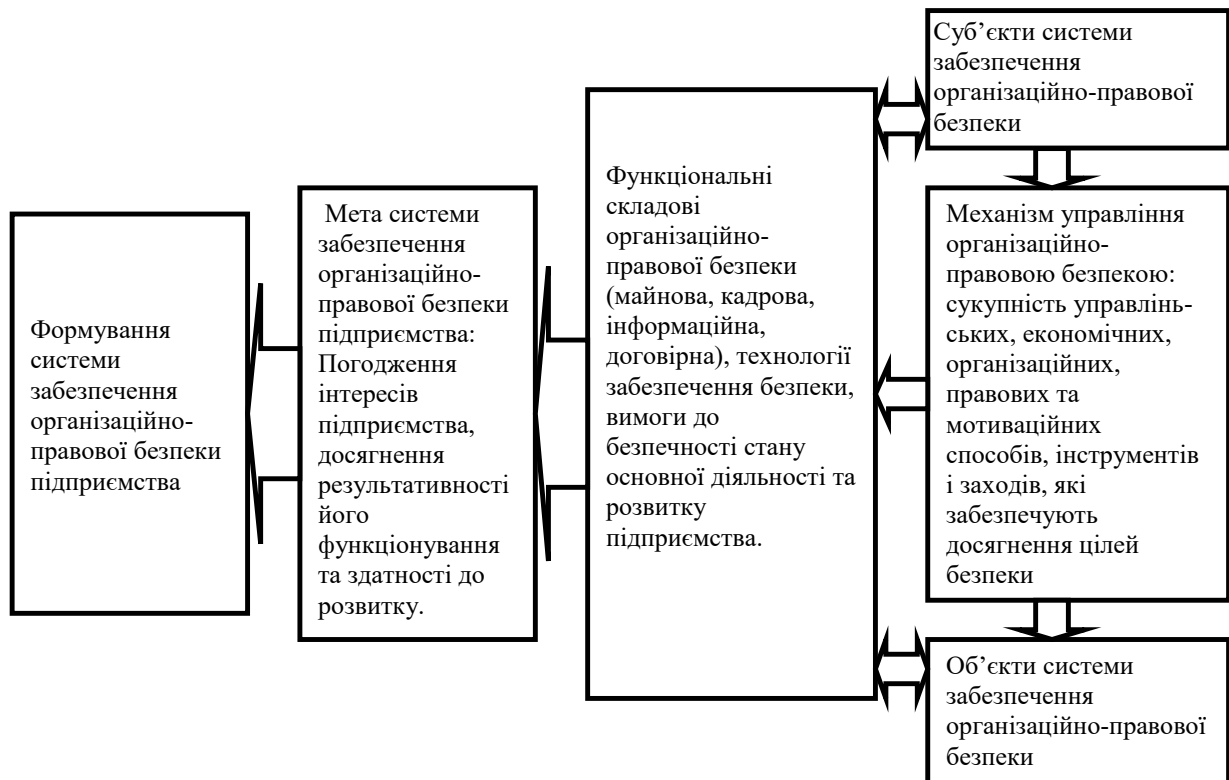 Формування
системи
забезпечення
організаційно-
правової безпеки
підприємства
Мета системи
забезпечення
організаційно-
правової безпеки
підприємства:
Погодження
інтересів
підприємства,
досягнення
результативності
його
функціонування
та здатності до
розвитку.
Функціональні
складові
організаційно-
правової безпеки
(майнова, кадрова,
інформаційна,
договірна), технології
забезпечення безпеки,
вимоги до
безпечності стану
основної діяльності та
розвитку
підприємства.
Суб’єкти системи
забезпечення
організаційно-правової
безпеки
Механізм управління
організаційно-
правовою безпекою:
сукупність управлінь-
ських, економічних,
організаційних,
правових та
мотиваційних
способів, інструментів
і заходів, які
забезпечують
досягнення цілей
безпеки
Об’єкти системи
забезпечення
організаційно-правової
безпеки